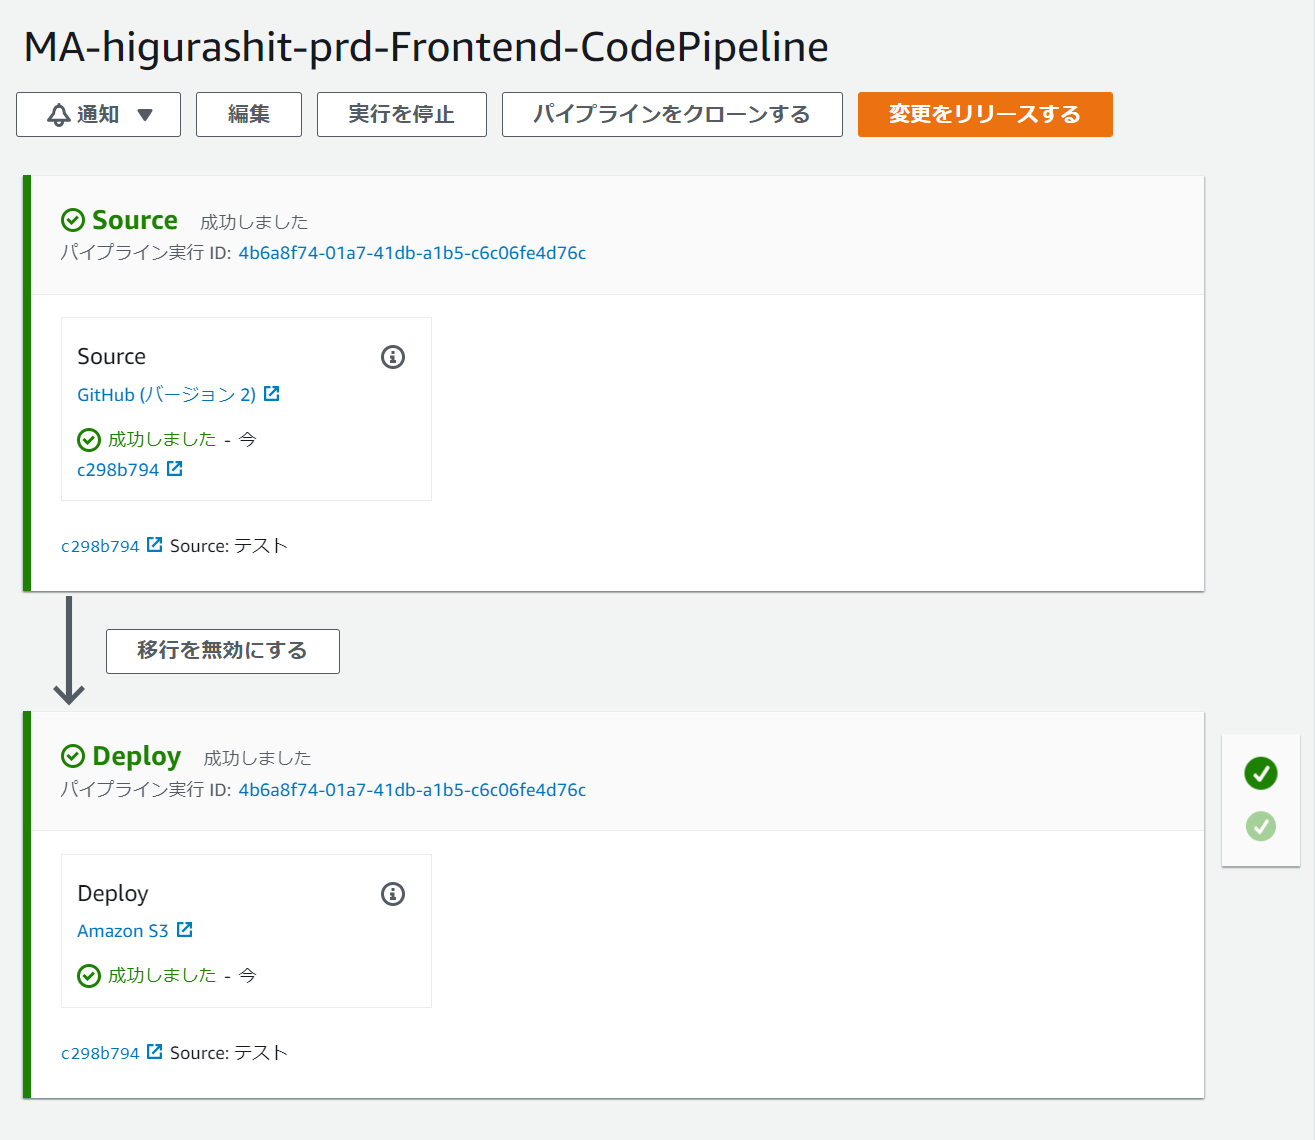 MA-higurashit-prd-Frontend-CodePipeline
通知 編集 実行を停止 パイプラインをクローンする 変更をリリースする
Source 成功しました
パイプライン実行 ID: 4b6a8f74-01a7-41db-a1b5-c6c06fe4d76c
Source
GitHub (バージョン 2)
成功しました - 今
c298b794
c298b794 Source: テスト
移行を無効にする
Deploy 成功しました
パイプライン実行 ID: 4b6a8f74-01a7-41db-a1b5-c6c06fe4d76c
Deploy
Amazon S3
成功しました - 今
c298b794 Source: テスト